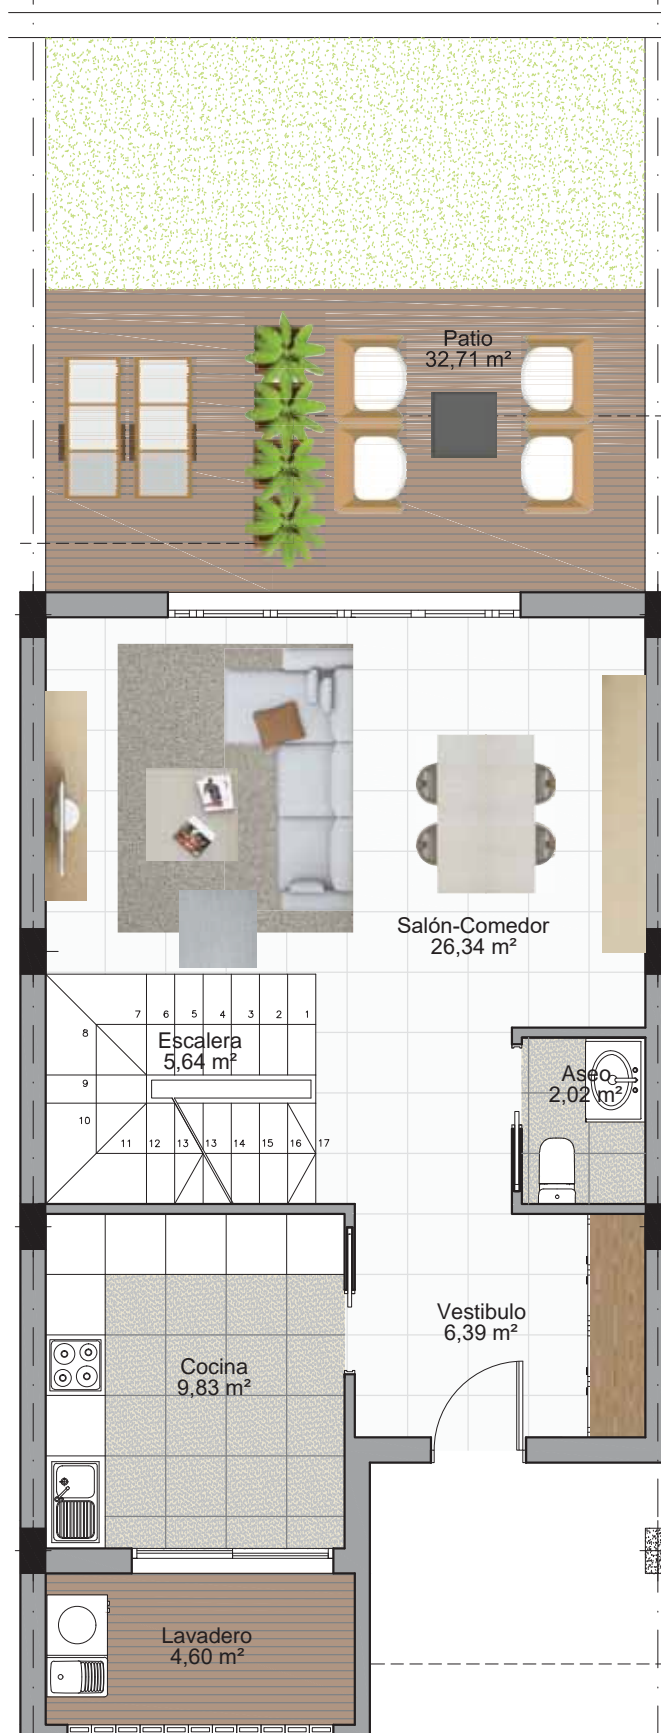 Patio
32,71 m²
Salón-Comedor
26,34 m²
7 6 5 4 3 2 1
8
Escalera
5,64 m²
9
10
11 12 13 13 14 15 16 17
Aseo
2,02 m²
Vestibulo
6,39 m²
Cocina
9,83 m²
Lavadero
4,60 m²